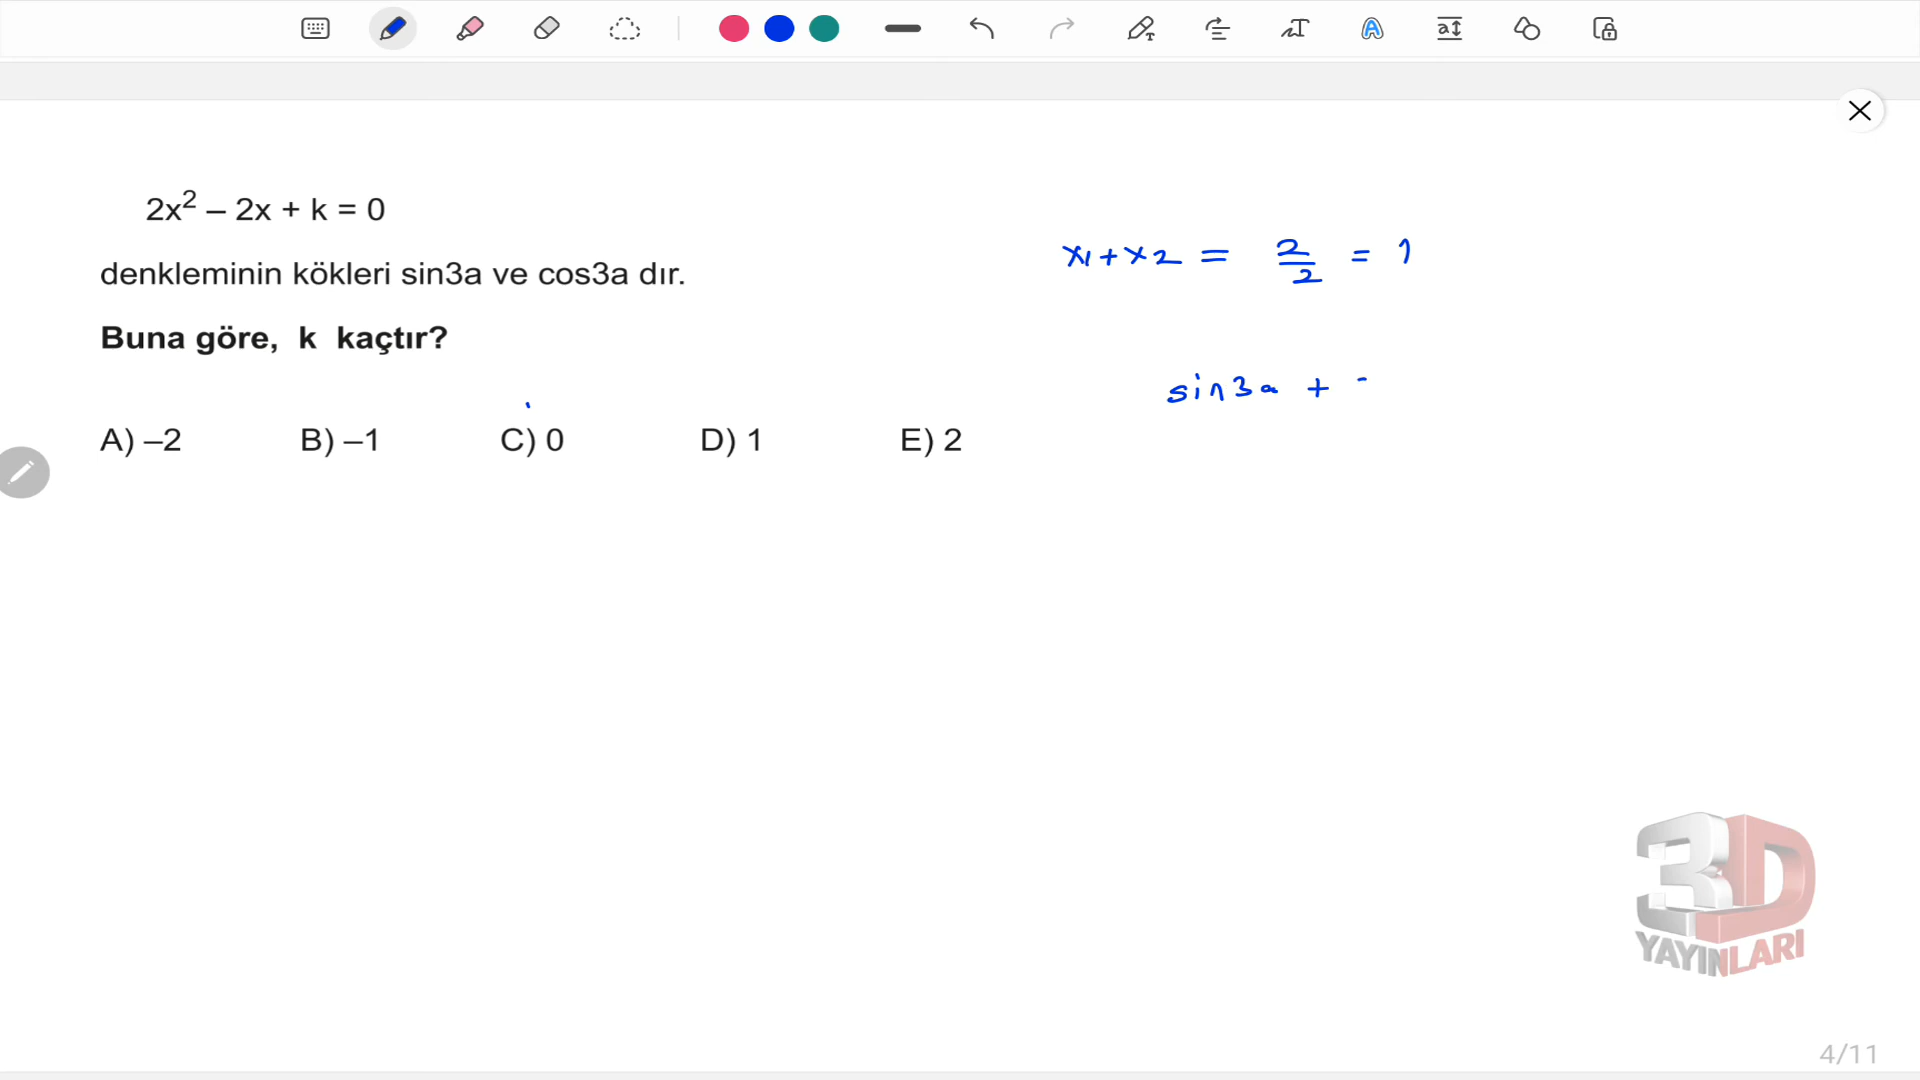 2x² – 2x + k = 0
denkleminin kökleri sin3a ve cos3a dır.
Buna göre, k kaçtır?
A) –2 B) –1 C) 0 D) 1 E) 2
x1 + x2 = 2/2 = 1
sin3a +
3D
YAYINLARI
4/11